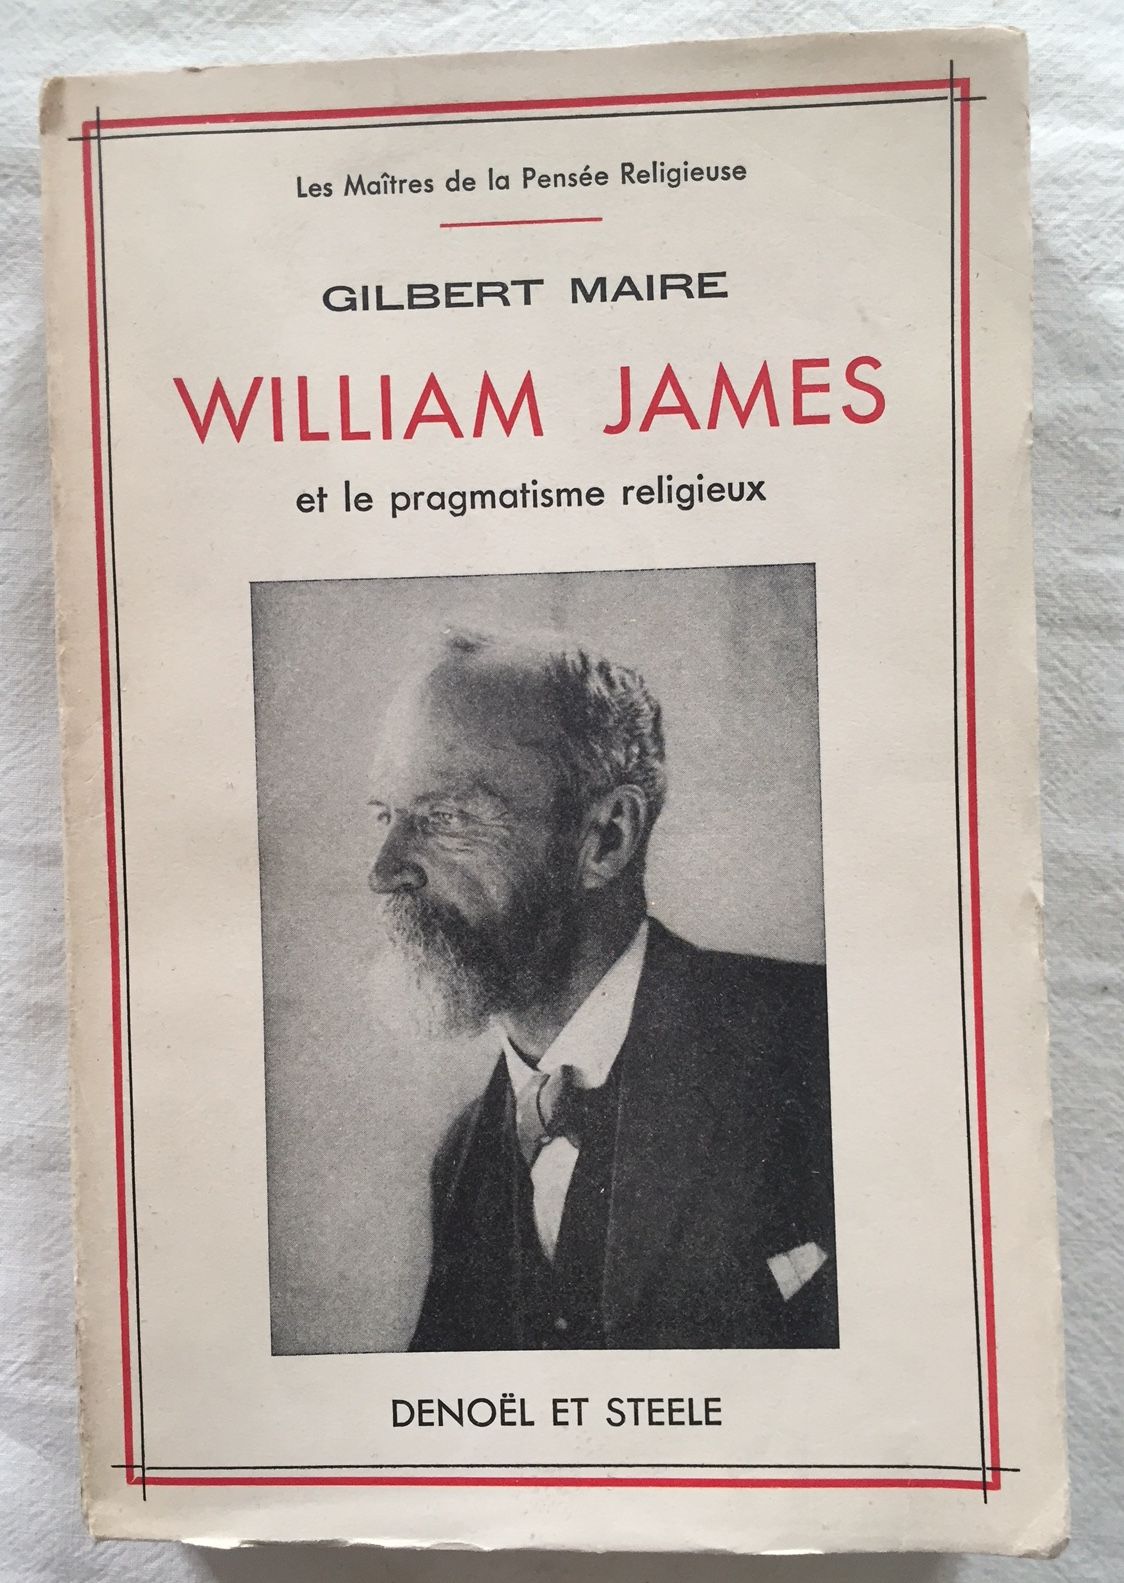 Les Maîtres de la Pensée Religieuse
GILBERT MAIRE
WILLIAM JAMES
et le pragmatisme religieux
DENOËL ET STEELE